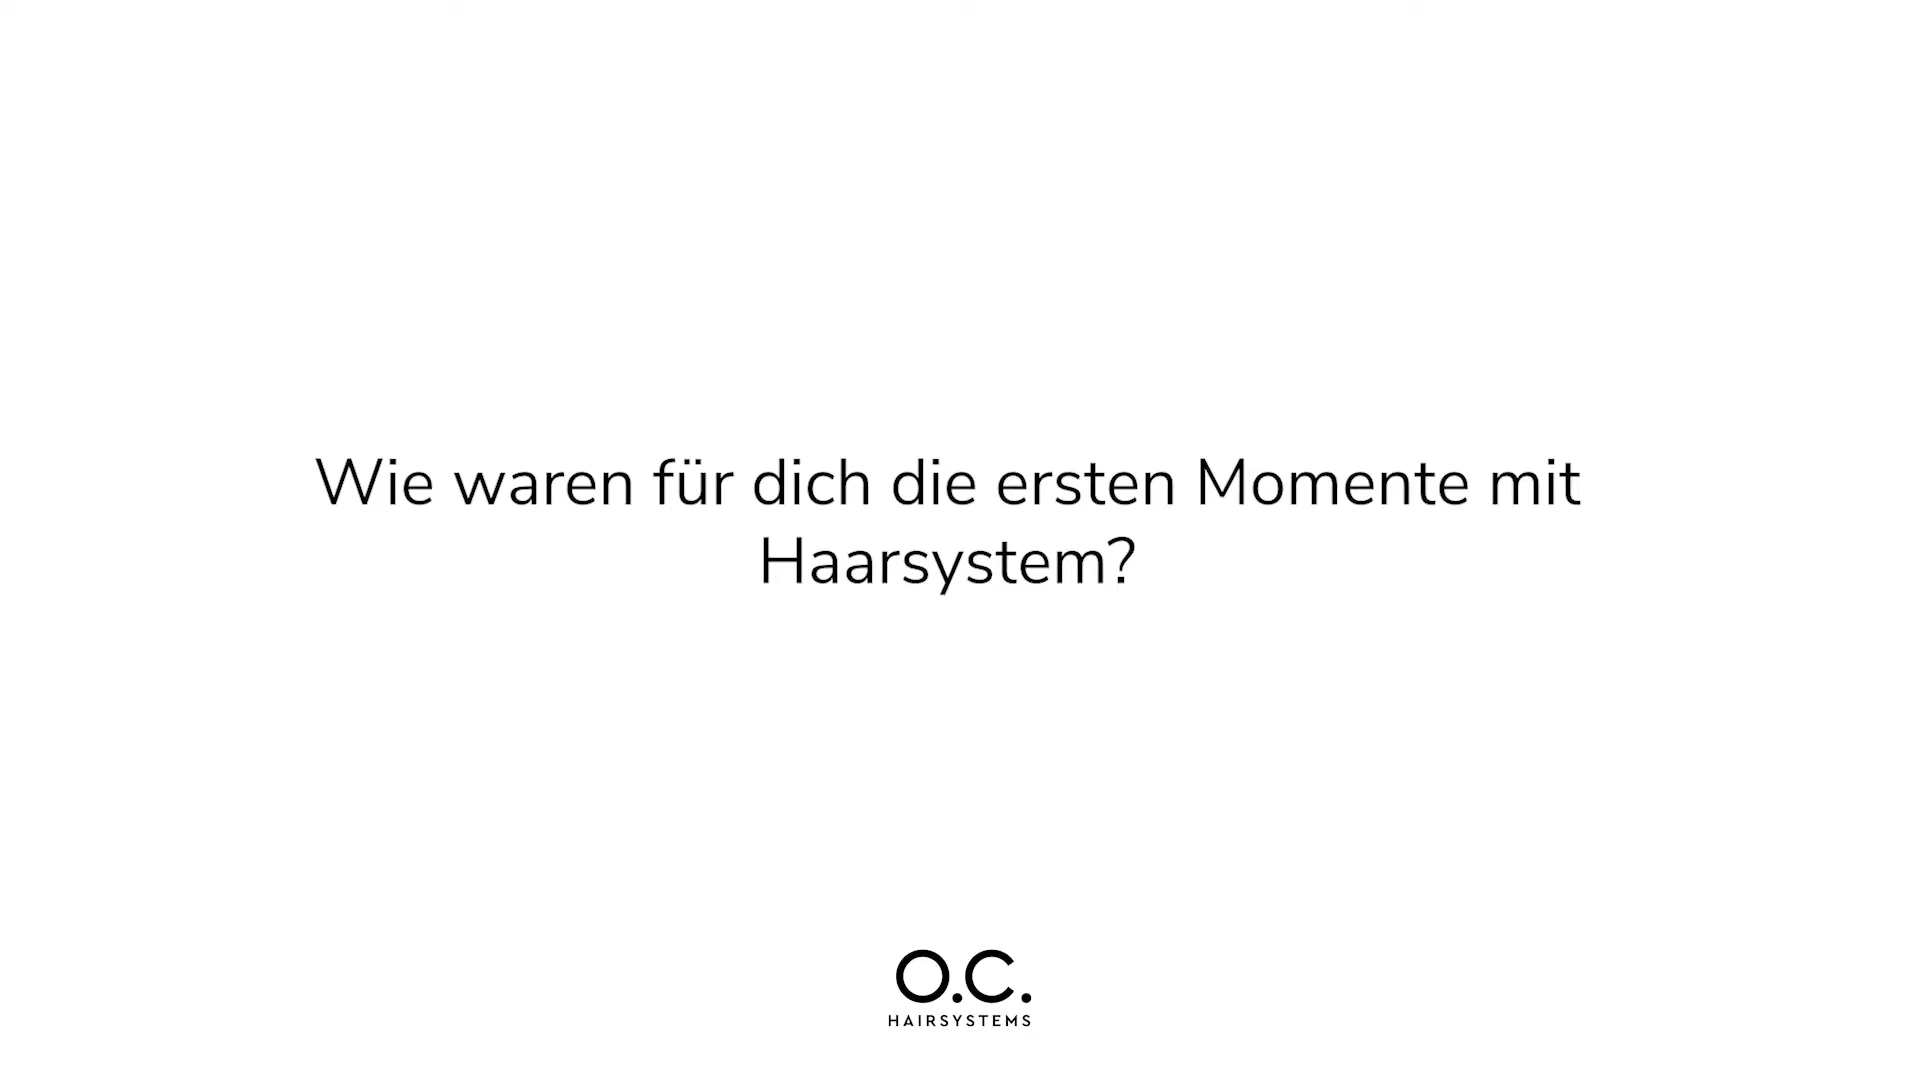 Wie waren für dich die ersten Momente mit
Haarsystem?
O.C.
HAIRSYSTEMS